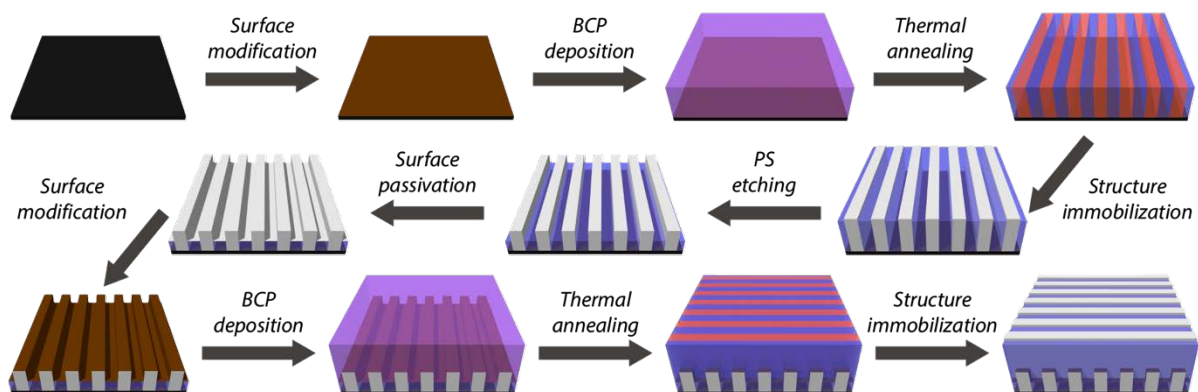 Surface
modification
BCP
deposition
Thermal
annealing
Structure
immobilization
PS
etching
Surface
passivation
Surface
modification
BCP
deposition
Thermal
annealing
Structure
immobilization